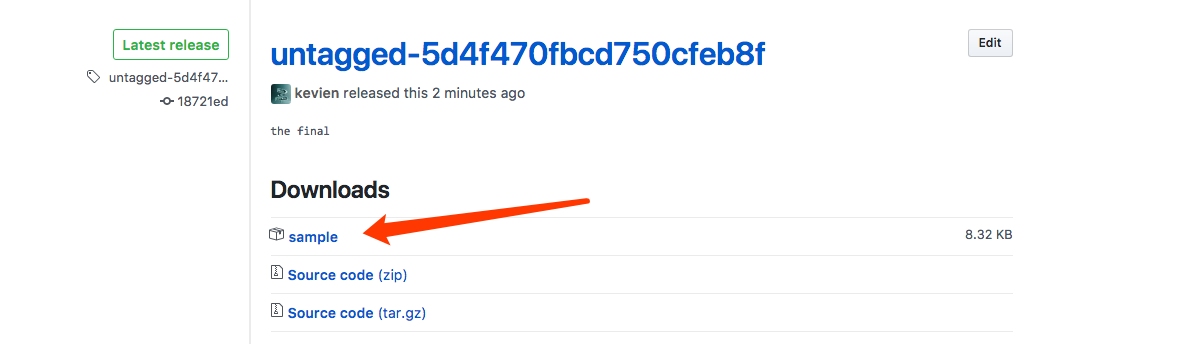 Latest release
untagged-5d4f47...
18721ed
untagged-5d4f470fbcd750cfeb8f
Edit
kevien released this 2 minutes ago
the final
Downloads
sample
8.32 KB
Source code (zip)
Source code (tar.gz)